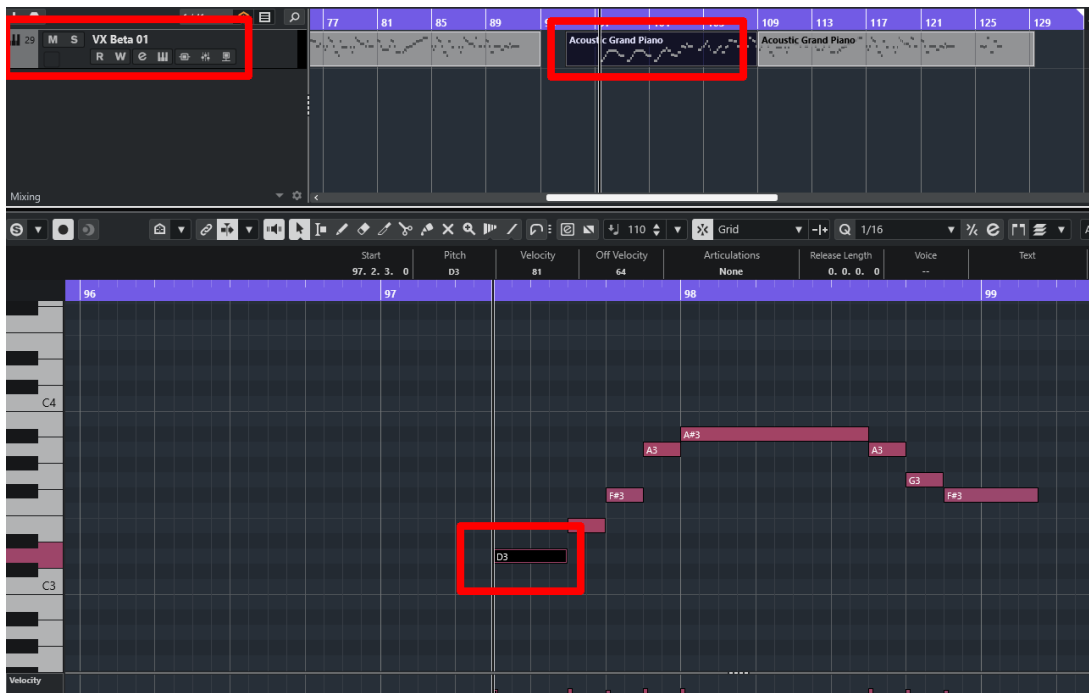 77 81 85 89 109 113 117 121 125 129
29 M S VX Beta 01
R W e
Acoustic Grand Piano Acoustic Grand Piano
Mixing
S 110 Grid Q 1/16
Start Pitch Velocity Off Velocity Articulations Release Length Voice Text
97. 2. 3. 0 D3 81 64 None 0. 0. 0. 0 --
96 97 98 99
C4
A#3
A3 A3
G3
F#3 F#3
D3
C3
Velocity